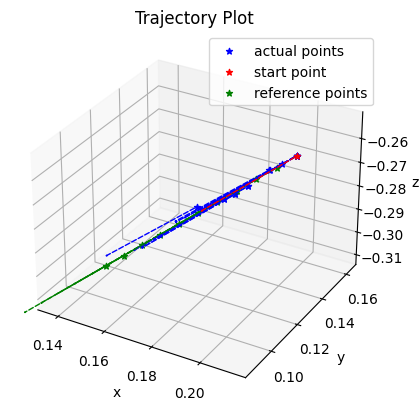 Trajectory Plot
actual points
start point
reference points
−0.26
−0.27
−0.28
−0.29
−0.30
−0.31
z
0.16
0.14
0.12
0.10
y
0.14
0.16
0.18
0.20
x